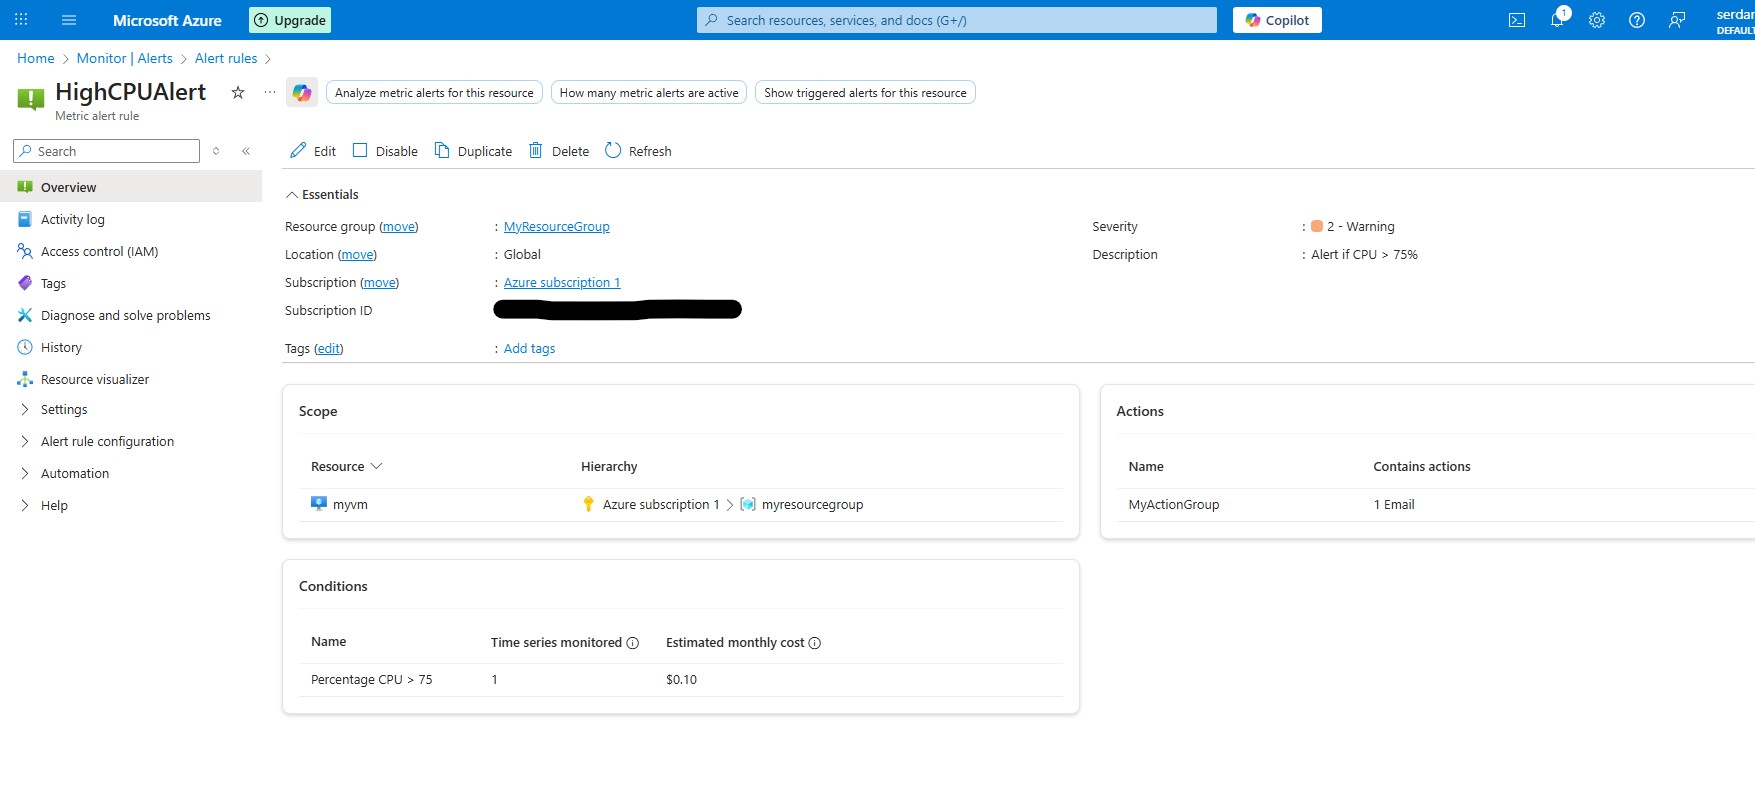 Microsoft Azure
Upgrade
Search resources, services, and docs (G+/)
Copilot
1
serdar
DEFAULT
Home > Monitor | Alerts > Alert rules >
HighCPUAlert
Metric alert rule
Analyze metric alerts for this resource
How many metric alerts are active
Show triggered alerts for this resource
Search
Edit
Disable
Duplicate
Delete
Refresh
Overview
Activity log
Access control (IAM)
Tags
Diagnose and solve problems
History
Resource visualizer
Settings
Alert rule configuration
Automation
Help
Essentials
Resource group (move) : MyResourceGroup
Location (move) : Global
Subscription (move) : Azure subscription 1
Subscription ID
Tags (edit) : Add tags
Severity : 2 - Warning
Description : Alert if CPU > 75%
Scope
Resource Hierarchy
myvm Azure subscription 1 > myresourcegroup
Actions
Name Contains actions
MyActionGroup 1 Email
Conditions
Name Time series monitored Estimated monthly cost
Percentage CPU > 75 1 $0.10